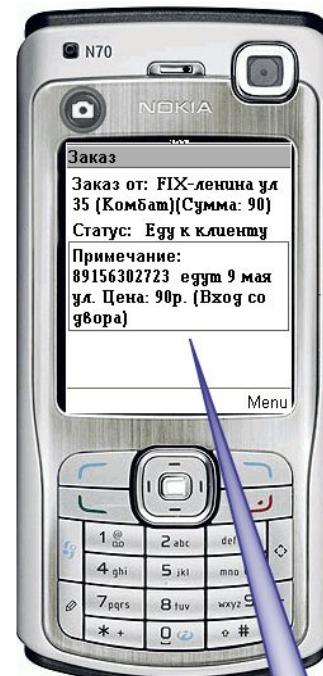 N70
NOKIA
Заказ
Заказ от: FIX-ленина ул
35 (Комбат)(Сумма: 90)
Статус: Еду к клиенту
Примечание:
89156302723 едут 9 мая
ул. Цена: 90р. (Вход со
двора)
Menu
1 @
2 abc
def
4 ghi
5 jkl
mno
7 pqrs
8 tuv
wxyz 9
* +
0
#